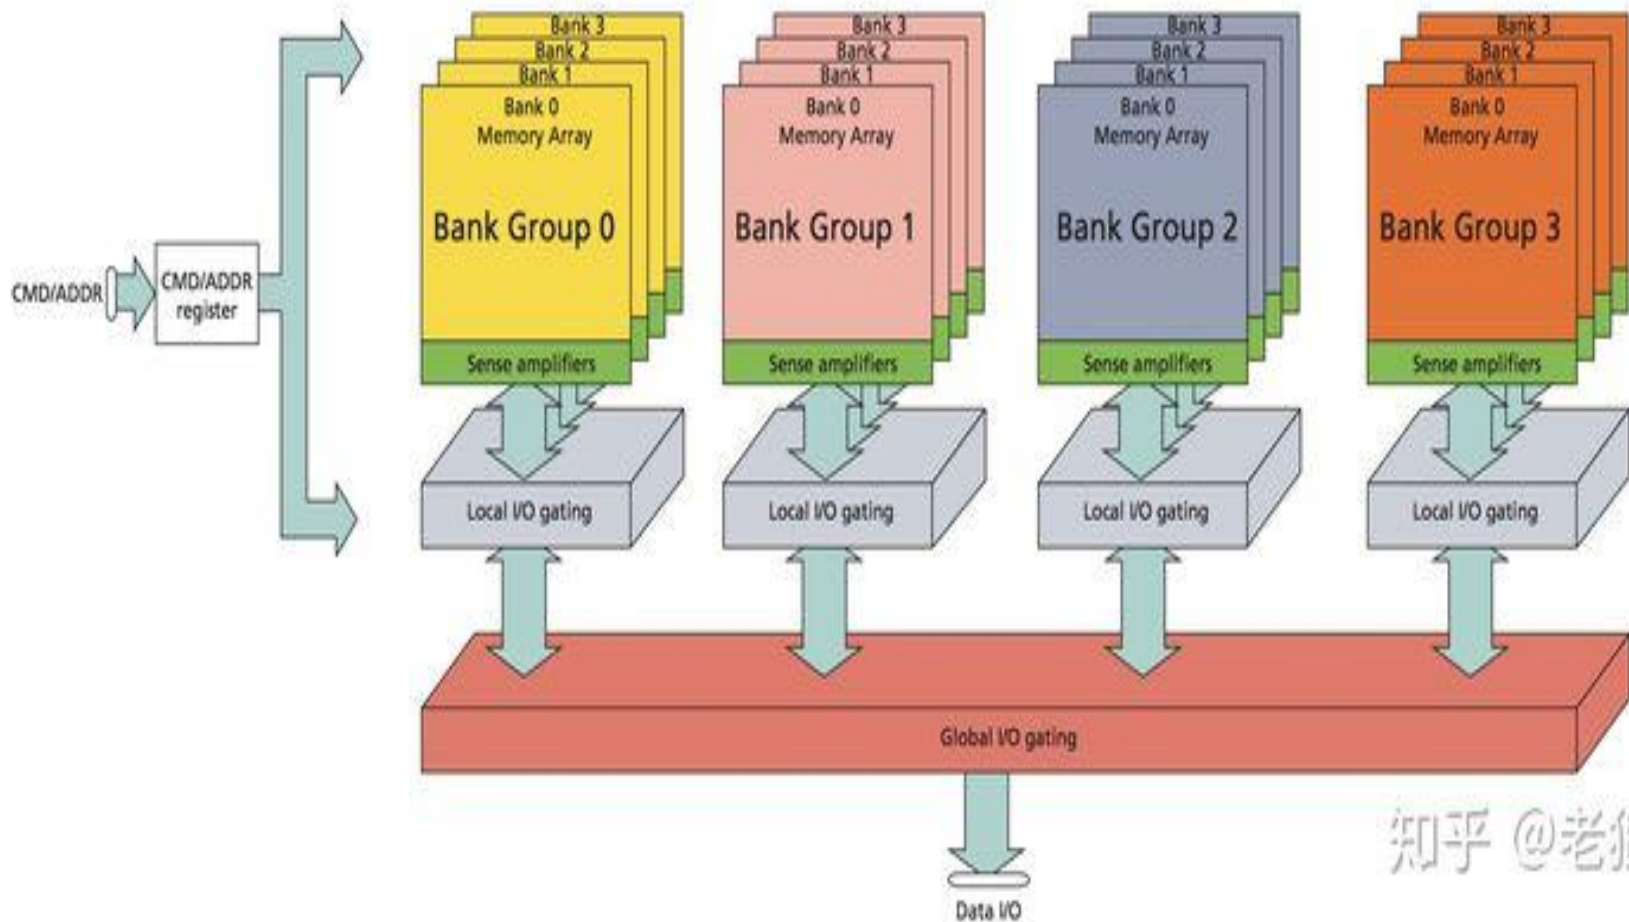 Bank 3
Bank 2
Bank 1
Bank 0
Memory Array
Bank Group 0
Sense amplifiers
Local I/O gating
Bank 3
Bank 2
Bank 1
Bank 0
Memory Array
Bank Group 1
Sense amplifiers
Local I/O gating
Bank 3
Bank 2
Bank 1
Bank 0
Memory Array
Bank Group 2
Sense amplifiers
Local I/O gating
Bank 3
Bank 2
Bank 1
Bank 0
Memory Array
Bank Group 3
Sense amplifiers
Local I/O gating
CMD/ADDR
CMD/ADDR
register
Global I/O gating
Data I/O
知乎 @老